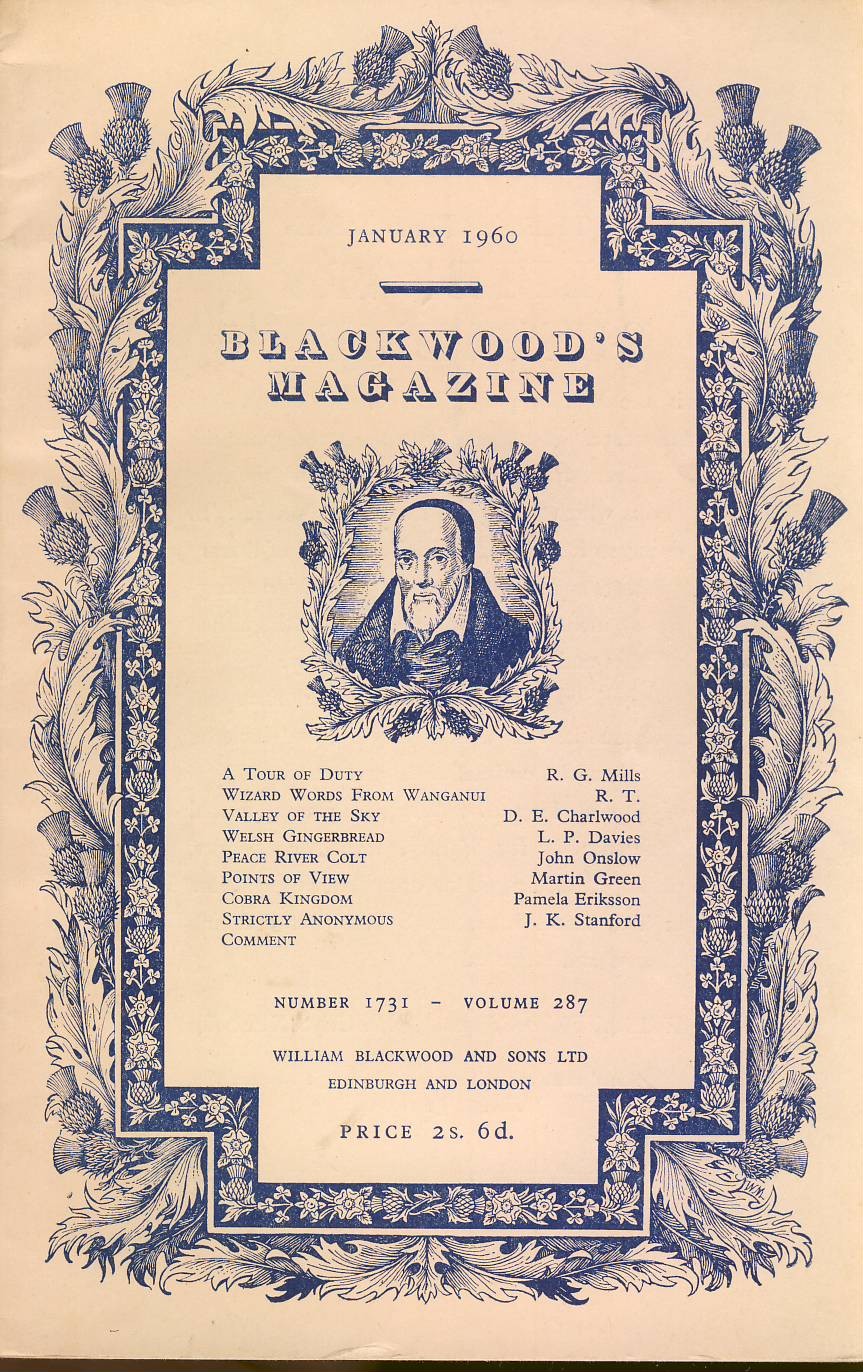 JANUARY 1960
BLACKWOOD'S
MAGAZINE
A TOUR OF DUTY R. G. Mills
WIZARD WORDS FROM WANGANUI R. T.
VALLEY OF THE SKY D. E. Charlwood
WELSH GINGERBREAD L. P. Davies
PEACE RIVER COLT John Onslow
POINTS OF VIEW Martin Green
COBRA KINGDOM Pamela Eriksson
STRICTLY ANONYMOUS J. K. Stanford
COMMENT
NUMBER 1731 – VOLUME 287
WILLIAM BLACKWOOD AND SONS LTD
EDINBURGH AND LONDON
PRICE 2s. 6d.